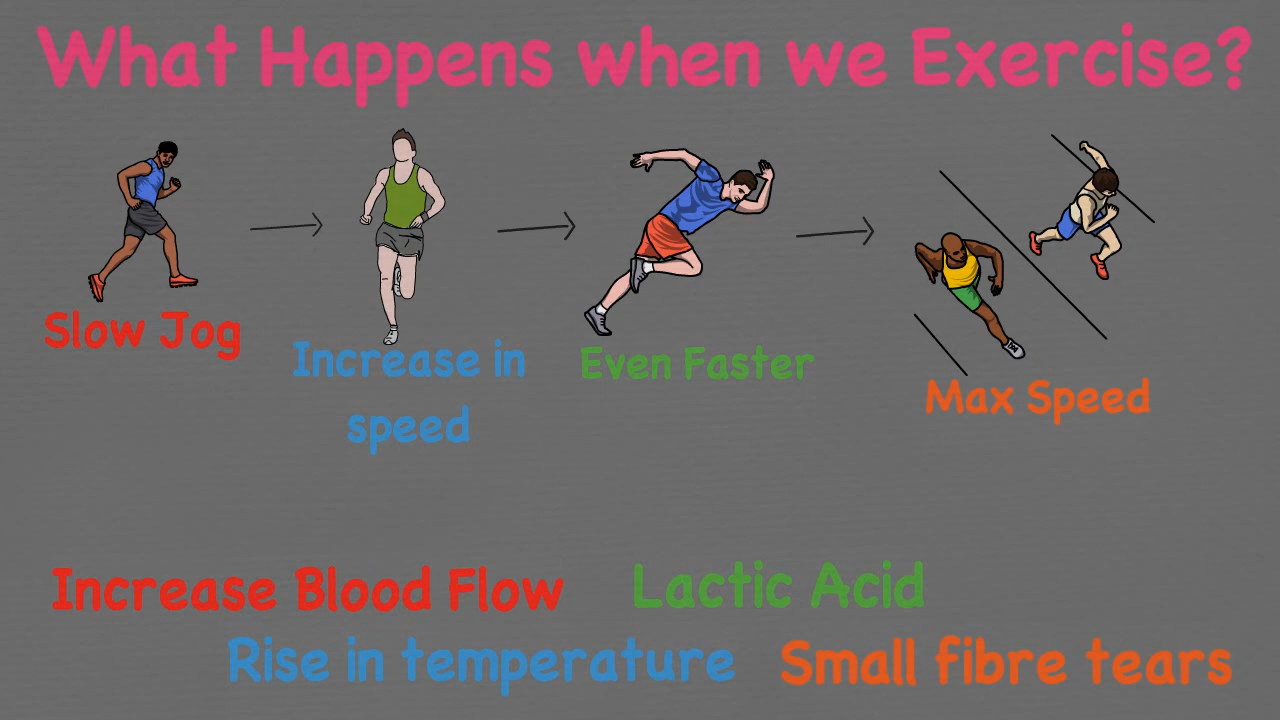 What Happens when we Exercise?
Slow Jog
Increase in
speed
Even Faster
Max Speed
Increase Blood Flow
Lactic Acid
Rise in temperature
Small fibre tears